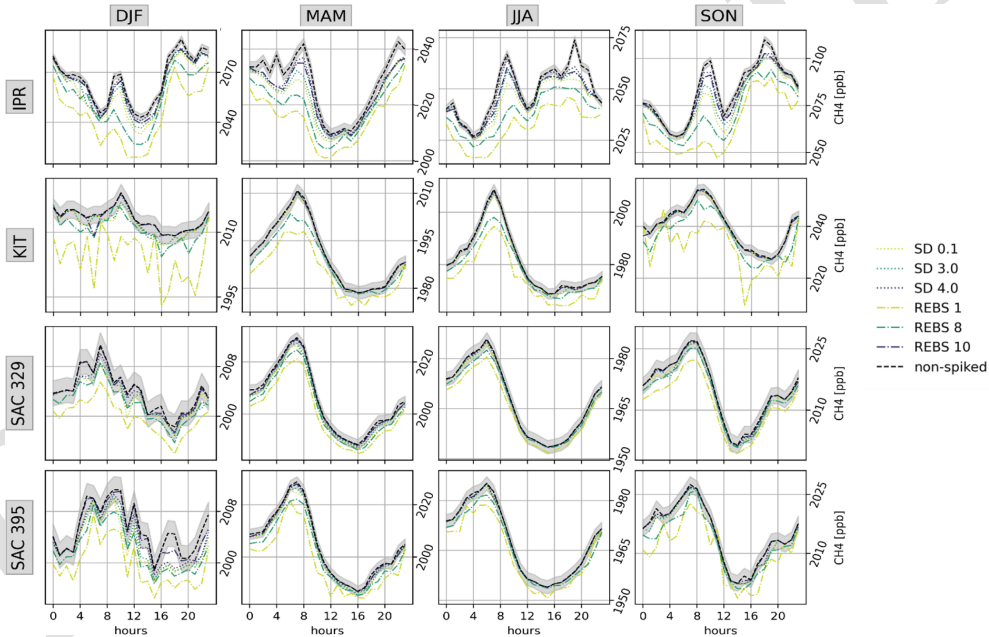 DJF
MAM
JJA
SON
IPR
2070
2040
2040
2020
2000
2075
2050
2025
2100
2075
2050
CH4 [ppb]
KIT
2010
1995
2010
1995
1980
2000
1980
2040
2020
CH4 [ppb]
SD 0.1
SD 3.0
SD 4.0
REBS 1
REBS 8
REBS 10
non-spiked
SAC 329
2008
2000
2020
2000
1980
1965
1950
2025
2010
CH4 [ppb]
SAC 395
2008
2000
2020
2000
1980
1965
1950
2025
2010
CH4 [ppb]
0 4 8 12 16 20
0 4 8 12 16 20
0 4 8 12 16 20
0 4 8 12 16 20
hours
hours
hours
hours